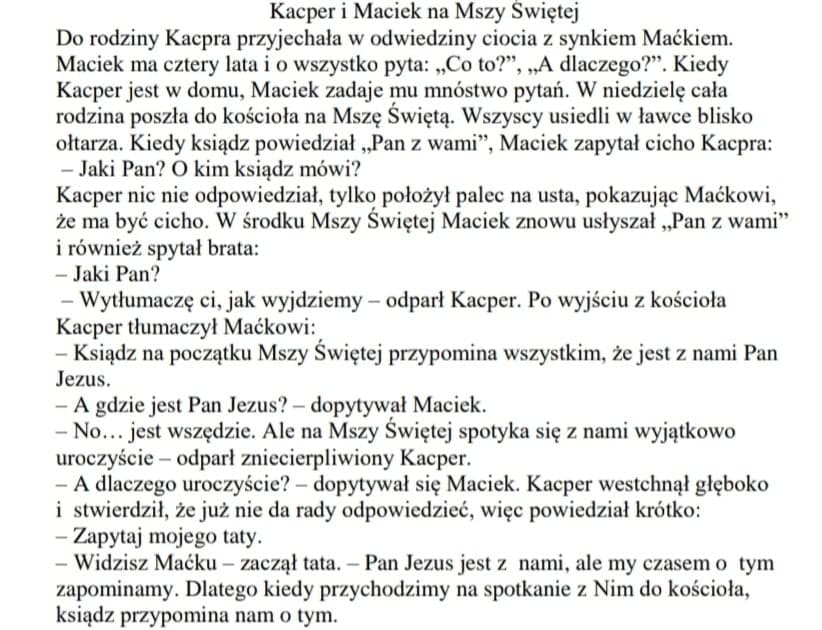 Kacper i Maciek na Mszy Świętej
Do rodziny Kacpra przyjechała w odwiedziny ciocia z synkiem Maćkiem.
Maciek ma cztery lata i o wszystko pyta: „Co to?”, „A dlaczego?”. Kiedy
Kacper jest w domu, Maciek zadaje mu mnóstwo pytań. W niedzielę cała
rodzina poszła do kościoła na Mszę Świętą. Wszyscy usiedli w ławce blisko
ołtarza. Kiedy ksiądz powiedział „Pan z wami”, Maciek zapytał cicho Kacpra:
– Jaki Pan? O kim ksiądz mówi?
Kacper nic nie odpowiedział, tylko położył palec na usta, pokazując Maćkowi,
że ma być cicho. W środku Mszy Świętej Maciek znowu usłyszał „Pan z wami”
i również spytał brata:
– Jaki Pan?
– Wytłumaczę ci, jak wyjdziemy – odparł Kacper. Po wyjściu z kościoła
Kacper tłumaczył Maćkowi:
– Ksiądz na początku Mszy Świętej przypomina wszystkim, że jest z nami Pan
Jezus.
– A gdzie jest Pan Jezus? – dopytywał Maciek.
– No… jest wszędzie. Ale na Mszy Świętej spotyka się z nami wyjątkowo
uroczyście – odparł zniecierpliwiony Kacper.
– A dlaczego uroczyście? – dopytywał się Maciek. Kacper westchnął głęboko
i stwierdził, że już nie da rady odpowiedzieć, więc powiedział krótko:
– Zapytaj mojego taty.
– Widzisz Maćku – zaczął tata. – Pan Jezus jest z nami, ale my czasem o tym
zapominamy. Dlatego kiedy przychodzimy na spotkanie z Nim do kościoła,
ksiądz przypomina nam o tym.